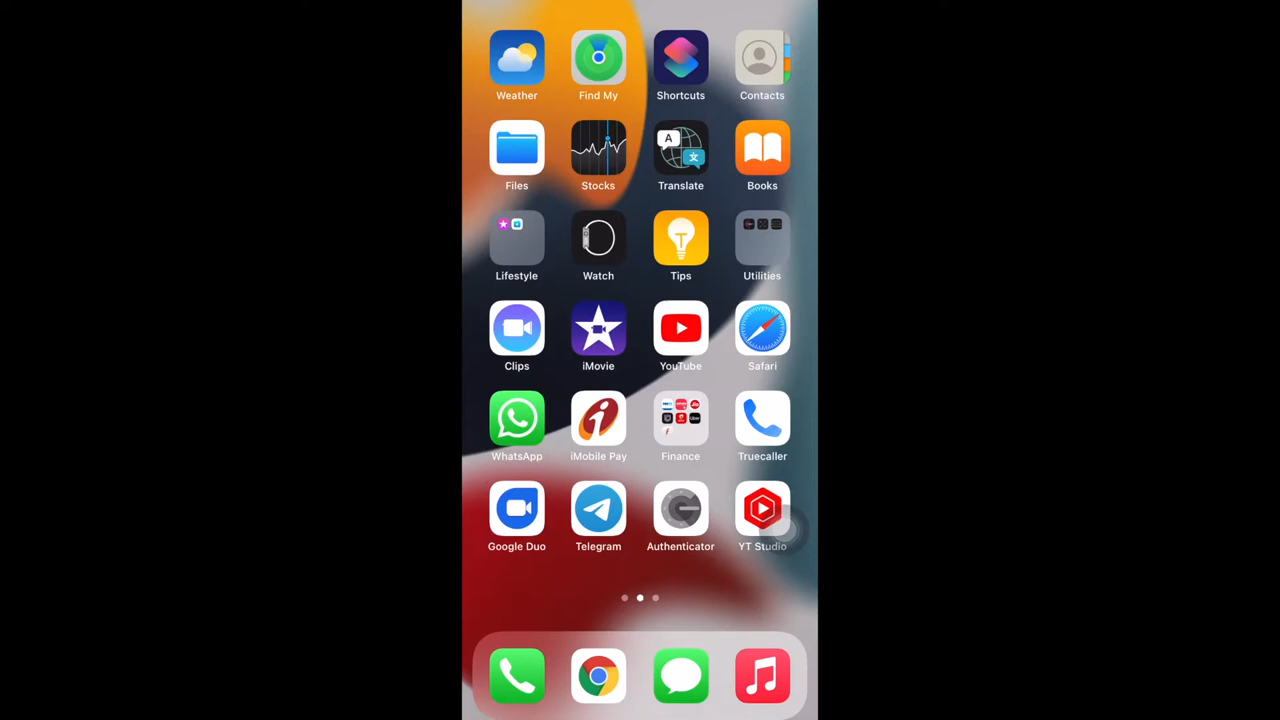 Weather Find My Shortcuts Contacts
A
文
Files Stocks Translate Books
Lifestyle Watch Tips Utilities
Clips iMovie YouTube Safari
WhatsApp iMobile Pay Finance Truecaller
Google Duo Telegram Authenticator YT Studio